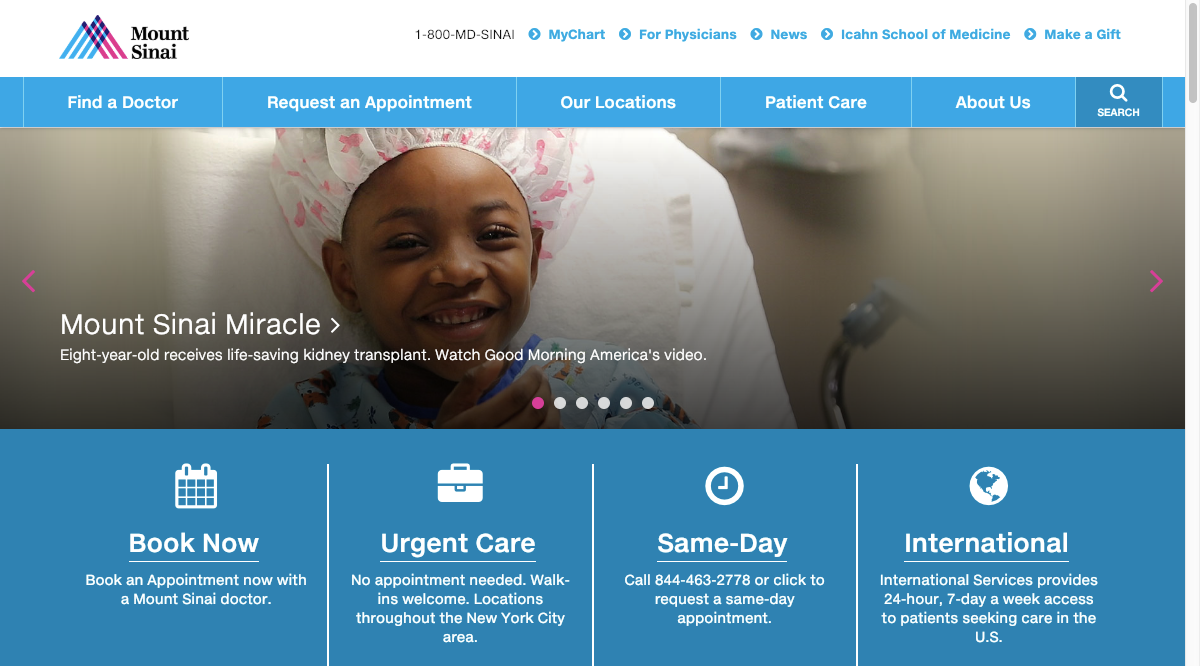 Mount
Sinai
1-800-MD-SINAI MyChart For Physicians News Icahn School of Medicine Make a Gift
Find a Doctor Request an Appointment Our Locations Patient Care About Us SEARCH
Mount Sinai Miracle
Eight-year-old receives life-saving kidney transplant. Watch Good Morning America's video.
Book Now
Book an Appointment now with
a Mount Sinai doctor.
Urgent Care
No appointment needed. Walk-
ins welcome. Locations
throughout the New York City
area.
Same-Day
Call 844-463-2778 or click to
request a same-day
appointment.
International
International Services provides
24-hour, 7-day a week access
to patients seeking care in the
U.S.